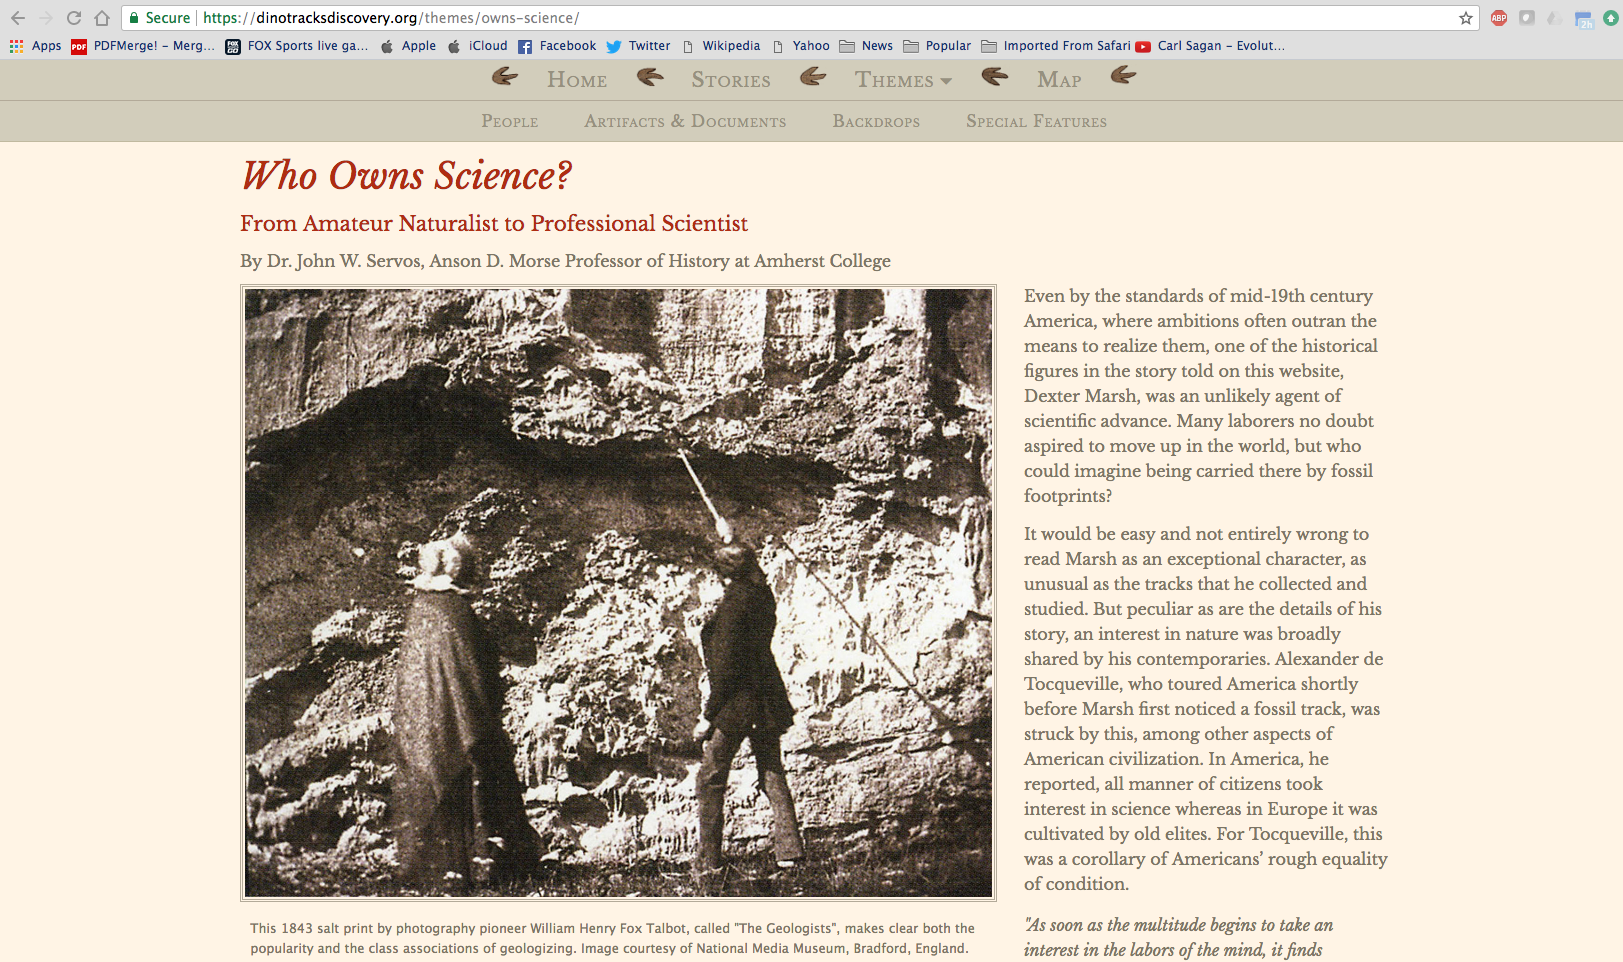 Secure https://dinotracksdiscovery.org/themes/owns-science/
ABP
2h
Apps PDF PDFMerge! – Merg... FOX Sports live ga... Apple iCloud Facebook Twitter Wikipedia Yahoo News Popular Imported From Safari Carl Sagan – Evolut...
Home Stories Themes Map
People Artifacts & Documents Backdrops Special Features
Who Owns Science?
From Amateur Naturalist to Professional Scientist
By Dr. John W. Servos, Anson D. Morse Professor of History at Amherst College
Even by the standards of mid-19th century
America, where ambitions often outran the
means to realize them, one of the historical
figures in the story told on this website,
Dexter Marsh, was an unlikely agent of
scientific advance. Many laborers no doubt
aspired to move up in the world, but who
could imagine being carried there by fossil
footprints?
It would be easy and not entirely wrong to
read Marsh as an exceptional character, as
unusual as the tracks that he collected and
studied. But peculiar as are the details of his
story, an interest in nature was broadly
shared by his contemporaries. Alexander de
Tocqueville, who toured America shortly
before Marsh first noticed a fossil track, was
struck by this, among other aspects of
American civilization. In America, he
reported, all manner of citizens took
interest in science whereas in Europe it was
cultivated by old elites. For Tocqueville, this
was a corollary of Americans’ rough equality
of condition.
"As soon as the multitude begins to take an
interest in the labors of the mind, it finds
This 1843 salt print by photography pioneer William Henry Fox Talbot, called "The Geologists", makes clear both the
popularity and the class associations of geologizing. Image courtesy of National Media Museum, Bradford, England.